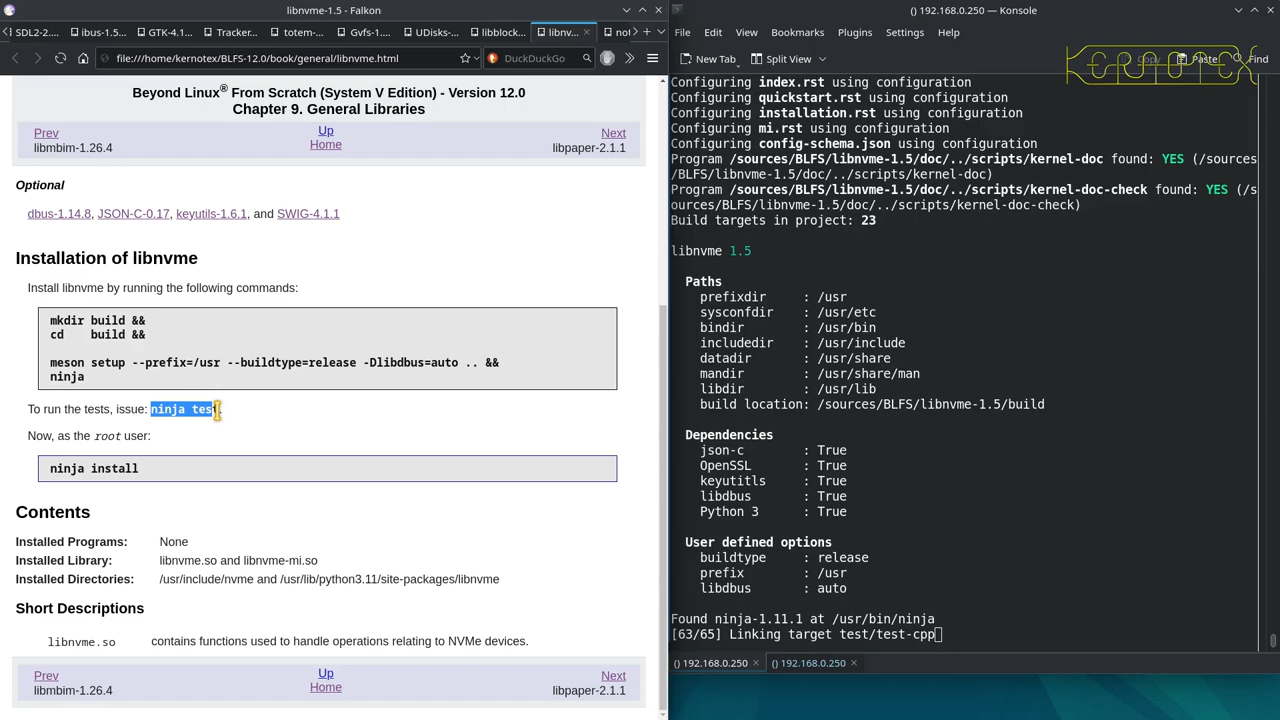 libnvme-1.5 - Falkon
SDL2-2....
ibus-1.5...
GTK-4.1...
Tracker...
totem-...
Gvfs-1....
UDisks-...
libblock...
libnv...
not
file:///home/kernotex/BLFS-12.0/book/general/libnvme.html
DuckDuckGo
Beyond Linux® From Scratch (System V Edition) - Version 12.0
Chapter 9. General Libraries
Prev
Up
Next
libmbim-1.26.4
Home
libpaper-2.1.1
Optional
dbus-1.14.8, JSON-C-0.17, keyutils-1.6.1, and SWIG-4.1.1
Installation of libnvme
Install libnvme by running the following commands:
mkdir build &&
cd    build &&
meson setup --prefix=/usr --buildtype=release -Dlibdbus=auto .. &&
ninja
To run the tests, issue: ninja test.
Now, as the root user:
ninja install
Contents
Installed Programs: None
Installed Library: libnvme.so and libnvme-mi.so
Installed Directories: /usr/include/nvme and /usr/lib/python3.11/site-packages/libnvme
Short Descriptions
libnvme.so contains functions used to handle operations relating to NVMe devices.
Prev
Up
Next
libmbim-1.26.4
Home
libpaper-2.1.1
() 192.168.0.250 — Konsole
File Edit View Bookmarks Plugins Settings Help
New Tab Split View Copy Paste Find
KERNOTEX
Configuring index.rst using configuration
Configuring quickstart.rst using configuration
Configuring installation.rst using configuration
Configuring mi.rst using configuration
Configuring config-schema.json using configuration
Program /sources/BLFS/libnvme-1.5/doc/../scripts/kernel-doc found: YES (/sources
/BLFS/libnvme-1.5/doc/../scripts/kernel-doc)
Program /sources/BLFS/libnvme-1.5/doc/../scripts/kernel-doc-check found: YES (/s
ources/BLFS/libnvme-1.5/doc/../scripts/kernel-doc-check)
Build targets in project: 23
libnvme 1.5
Paths
prefixdir : /usr
sysconfdir : /usr/etc
bindir : /usr/bin
includedir : /usr/include
datadir : /usr/share
mandir : /usr/share/man
libdir : /usr/lib
build location: /sources/BLFS/libnvme-1.5/build
Dependencies
json-c : True
OpenSSL : True
keyutitls : True
libdbus : True
Python 3 : True
User defined options
buildtype : release
prefix : /usr
libdbus : auto
Found ninja-1.11.1 at /usr/bin/ninja
[63/65] Linking target test/test-cpp
() 192.168.0.250
() 192.168.0.250